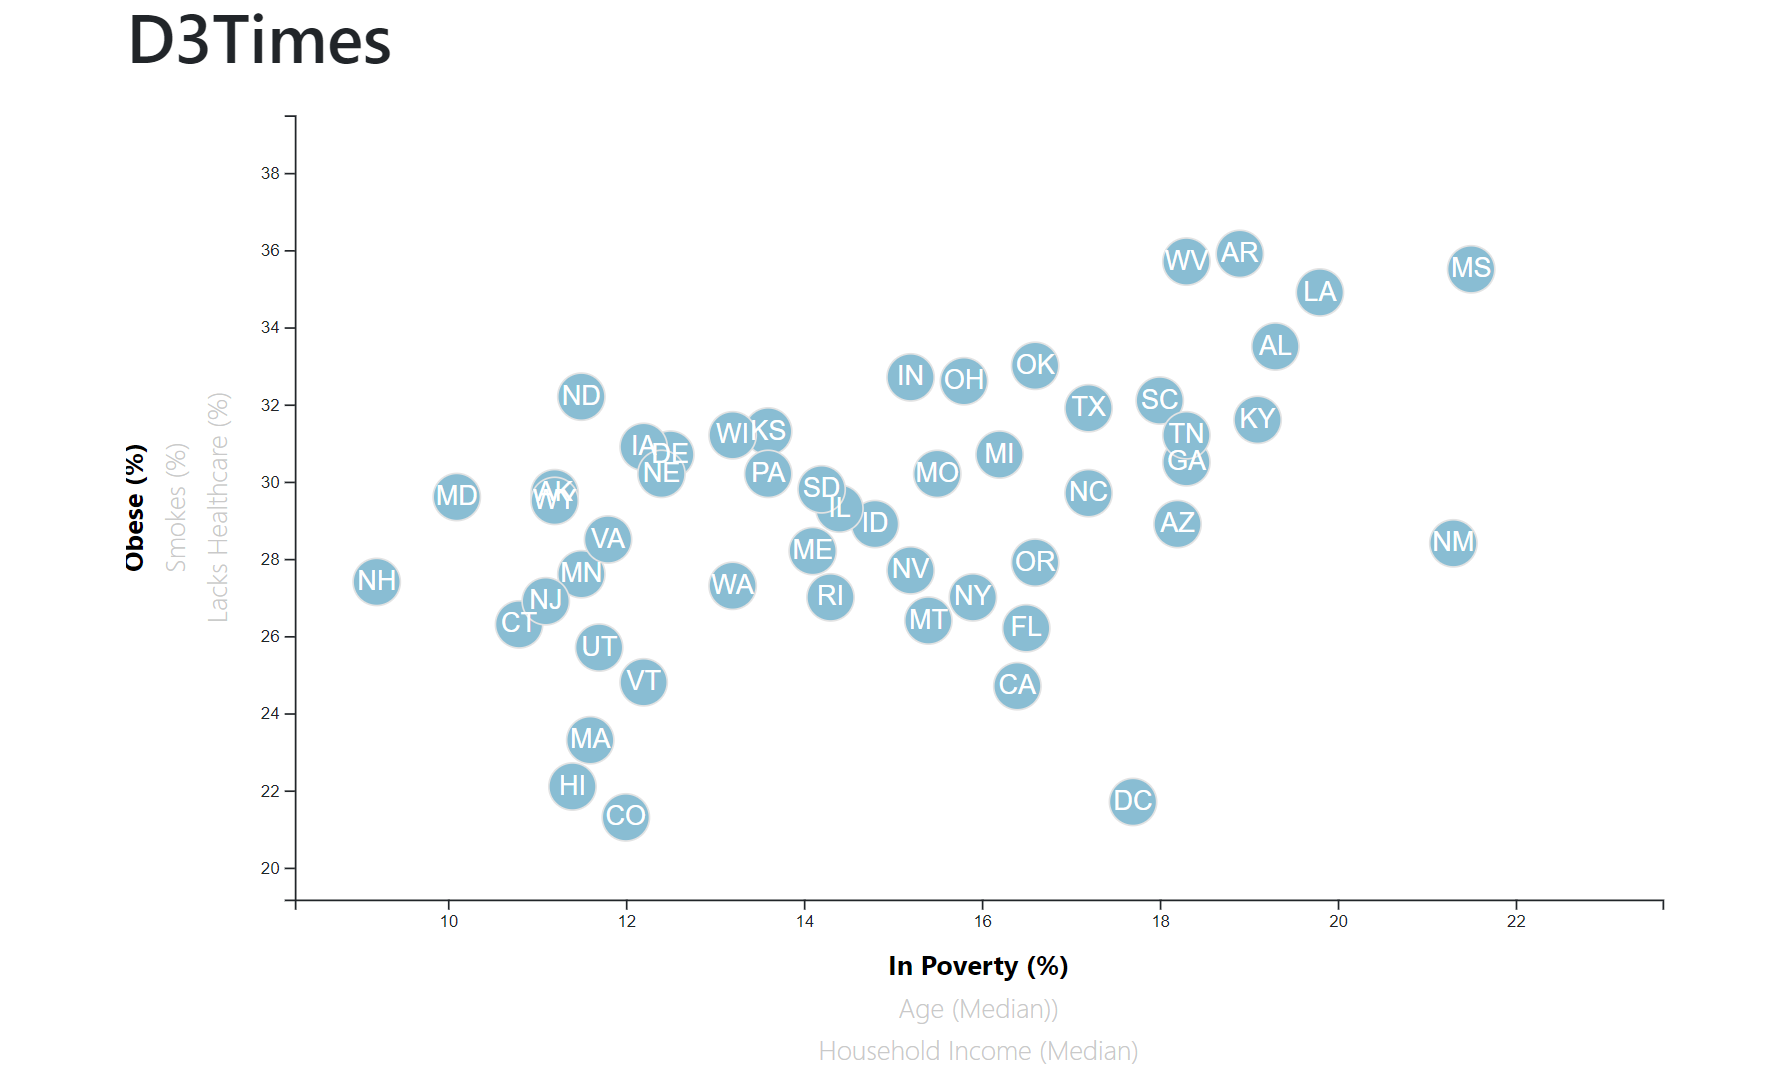 D3Times
38
36
34
32
30
28
26
24
22
20
Obese (%)
Smokes (%)
Lacks Healthcare (%)
WV
AR
MS
LA
AL
OK
IN
OH
ND
SC
TX
KY
WI
KS
TN
IA
DE
MI
GA
NE
PA
MO
SD
NC
AK
WY
MD
IL
ID
AZ
VA
NM
ME
OR
NV
MN
NH
WA
NJ
RI
NY
CT
MT
FL
UT
VT
CA
MA
HI
DC
CO
10
12
14
16
18
20
22
In Poverty (%)
Age (Median))
Household Income (Median)